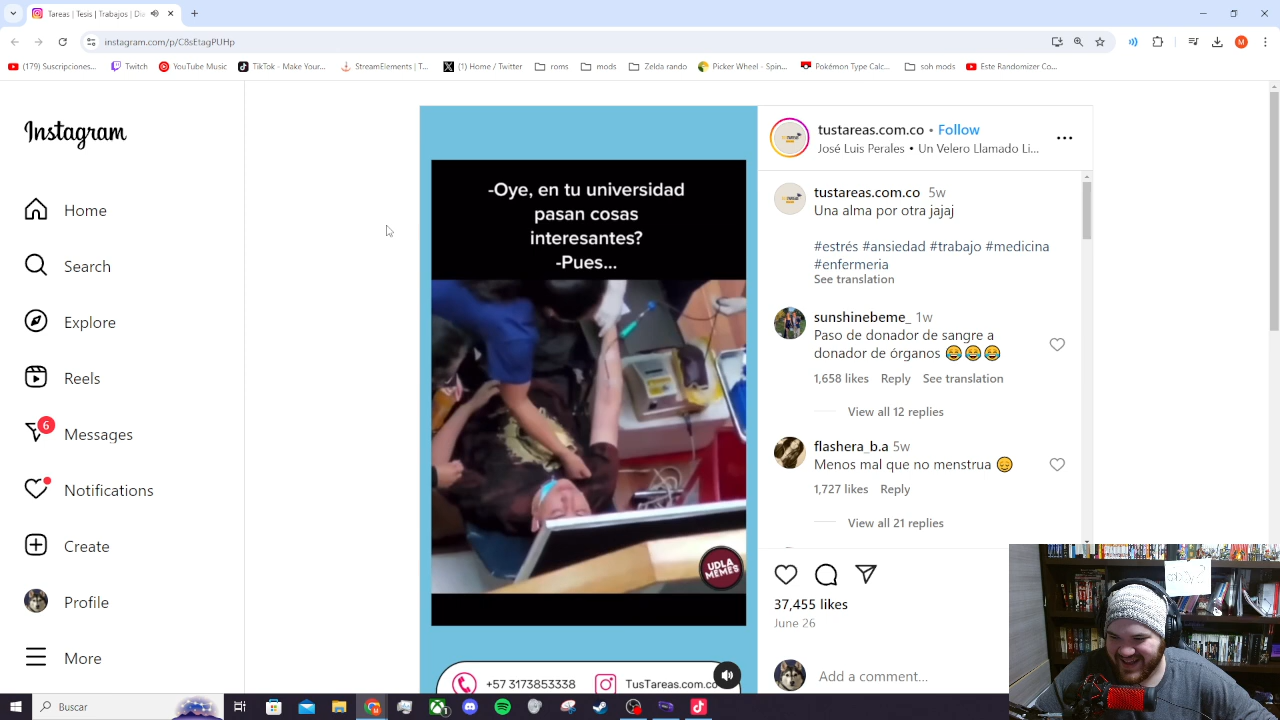 Tareas | Tesis | Trabajos | Di
instagram.com/p/C8sEtagPUHp
(179) Suscripciones...
Twitch
YouTube Music
TikTok - Make Your...
StreamElements | T...
(1) Home / Twitter
roms
mods
Zelda rando
Picker Wheel - Spin...
Pokémon Type Calc...
soh mods
Este Randomizer Co...
Instagram
Home
Search
Explore
Reels
6
Messages
Notifications
Create
Profile
More
-Oye, en tu universidad
pasan cosas
interesantes?
-Pues...
UDLA
MEMES
+57 3173853338
TusTareas.com.co
tustareas.com.co • Follow
José Luis Perales • Un Velero Llamado Li...
tustareas.com.co 5w
Una alma por otra jajaj
#estrés #ansiedad #trabajo #medicina
#enfermeria
See translation
sunshinebeme_ 1w
Paso de donador de sangre a
donador de órganos 😂😂😂
1,658 likes Reply See translation
View all 12 replies
flashera_b.a 5w
Menos mal que no menstrua 😔
1,727 likes Reply
View all 21 replies
37,455 likes
June 26
Add a comment...
Buscar